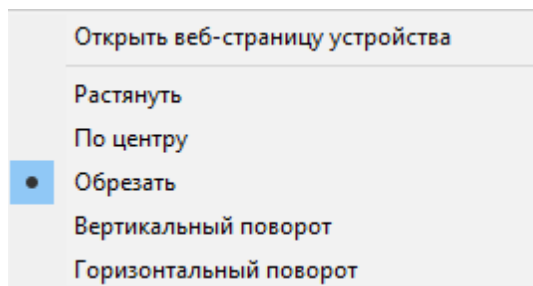 Открыть веб-страницу устройства
Растянуть
По центру
Обрезать
Вертикальный поворот
Горизонтальный поворот